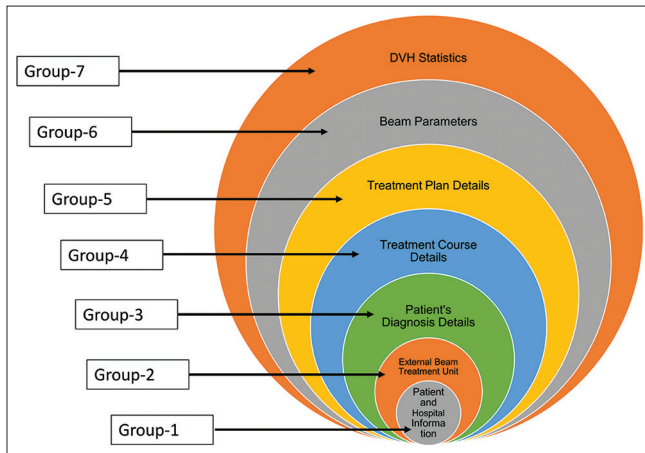 DVH Statistics
Group-7
Beam Parameters
Group-6
Treatment Plan Details
Group-5
Treatment Course
Details
Group-4
Patient's
Diagnosis Details
Group-3
External Beam
Treatment Unit
Group-2
Patient
and
Hospital
Informa
tion
Group-1